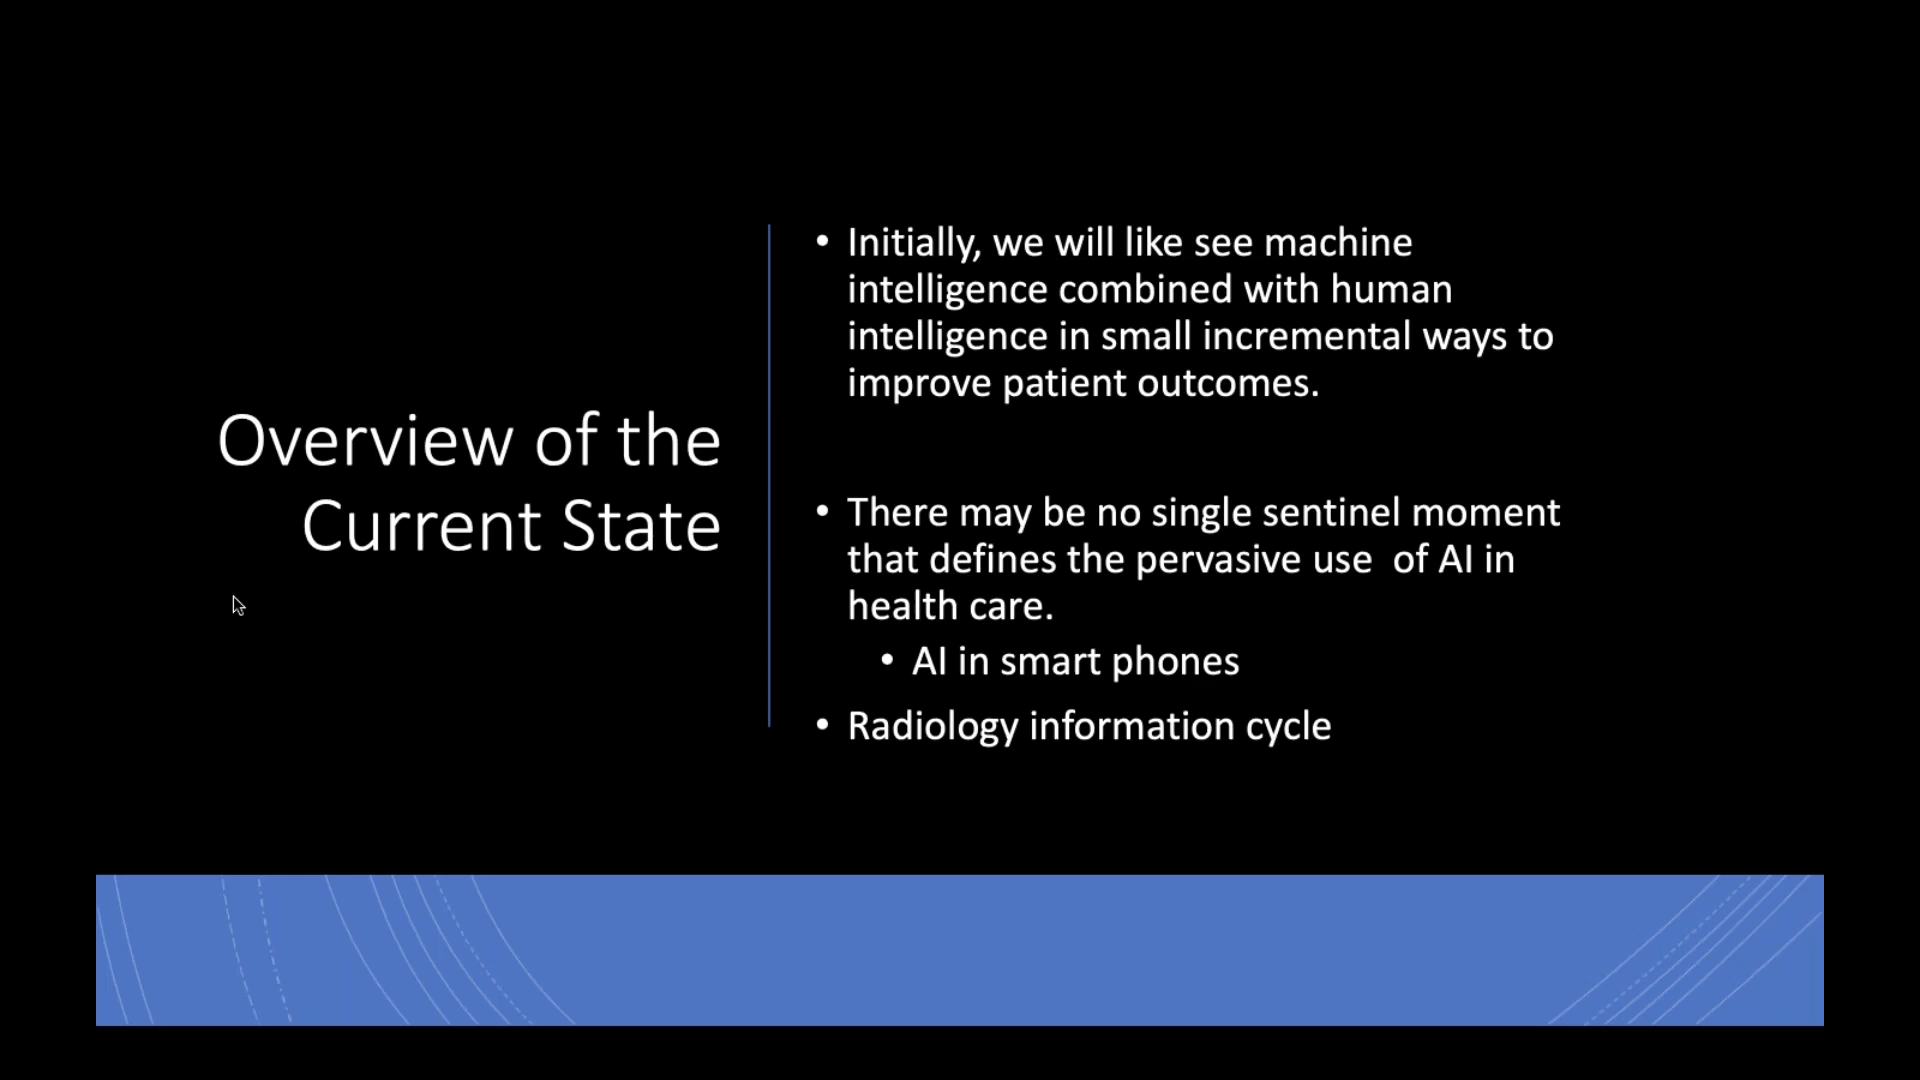 Overview of the
Current State
• Initially, we will like see machine
intelligence combined with human
intelligence in small incremental ways to
improve patient outcomes.
• There may be no single sentinel moment
that defines the pervasive use  of AI in
health care.
• AI in smart phones
• Radiology information cycle